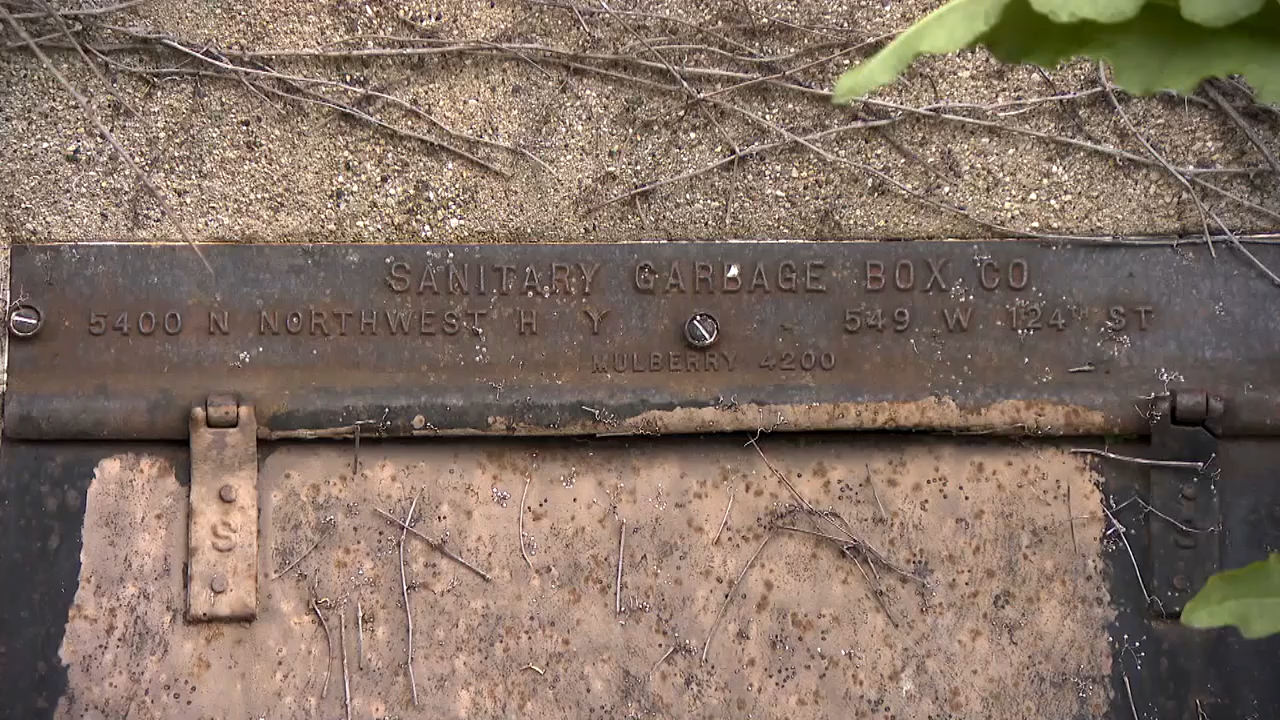 SANITARY GARBAGE BOX CO
5400 N NORTHWEST H Y 549 W 124TH ST
MULBERRY 4200
S